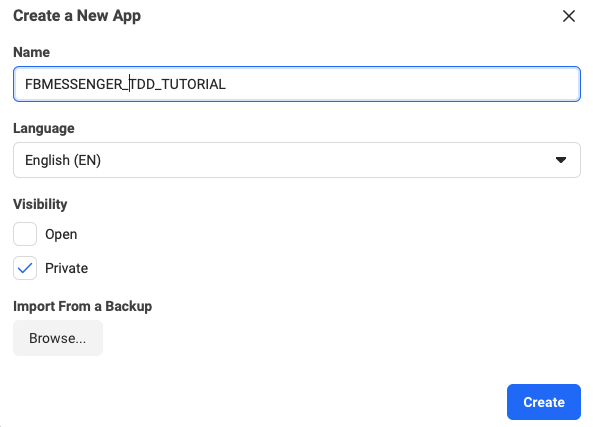 Create a New App
Name
FBMESSENGER_TDD_TUTORIAL
Language
English (EN)
Visibility
Open
Private
Import From a Backup
Browse...
Create